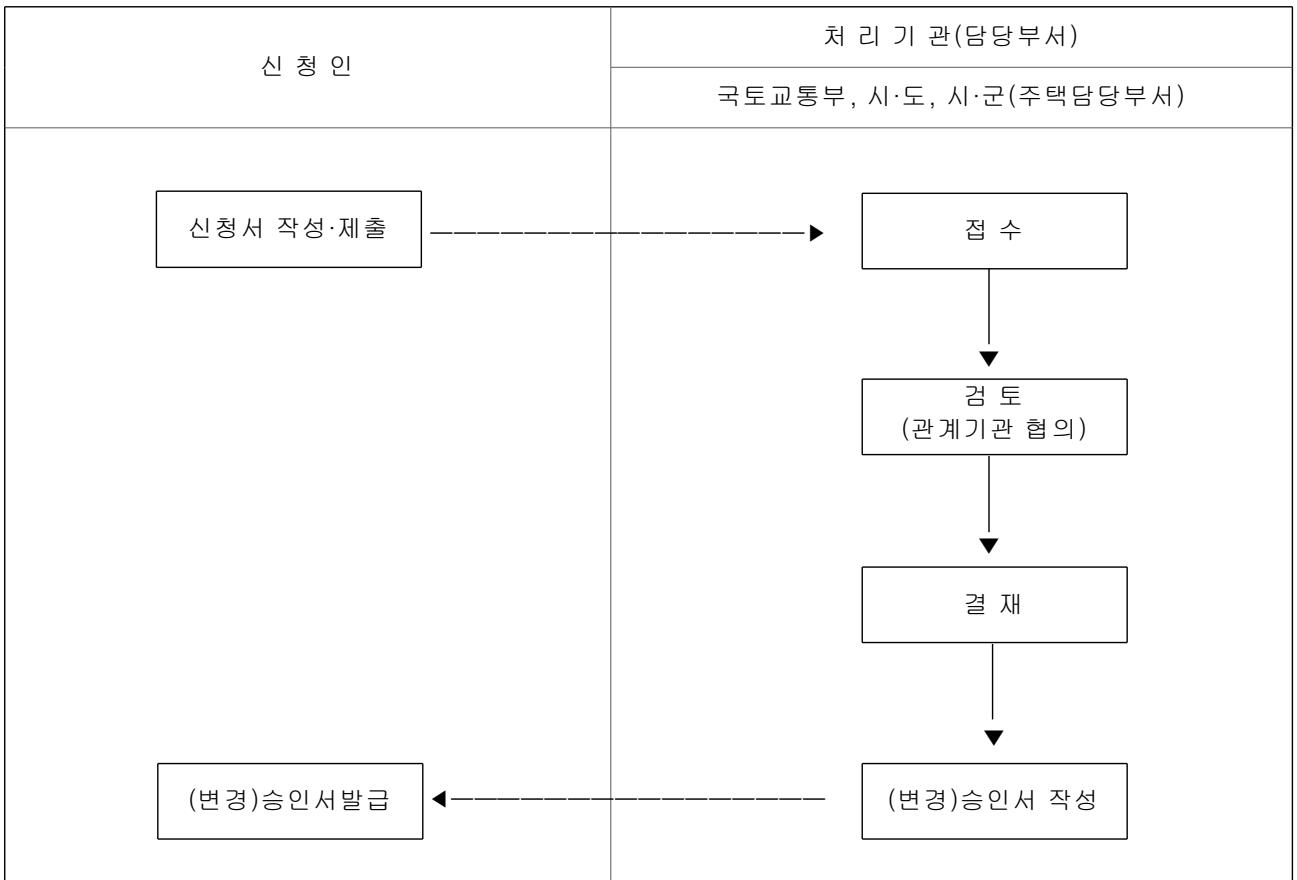 신 청 인
처 리 기 관(담당부서)
국토교통부, 시·도, 시·군(주택담당부서)
신청서 작성·제출
접 수
검 토
(관계기관 협의)
결 재
(변경)승인서발급
(변경)승인서 작성